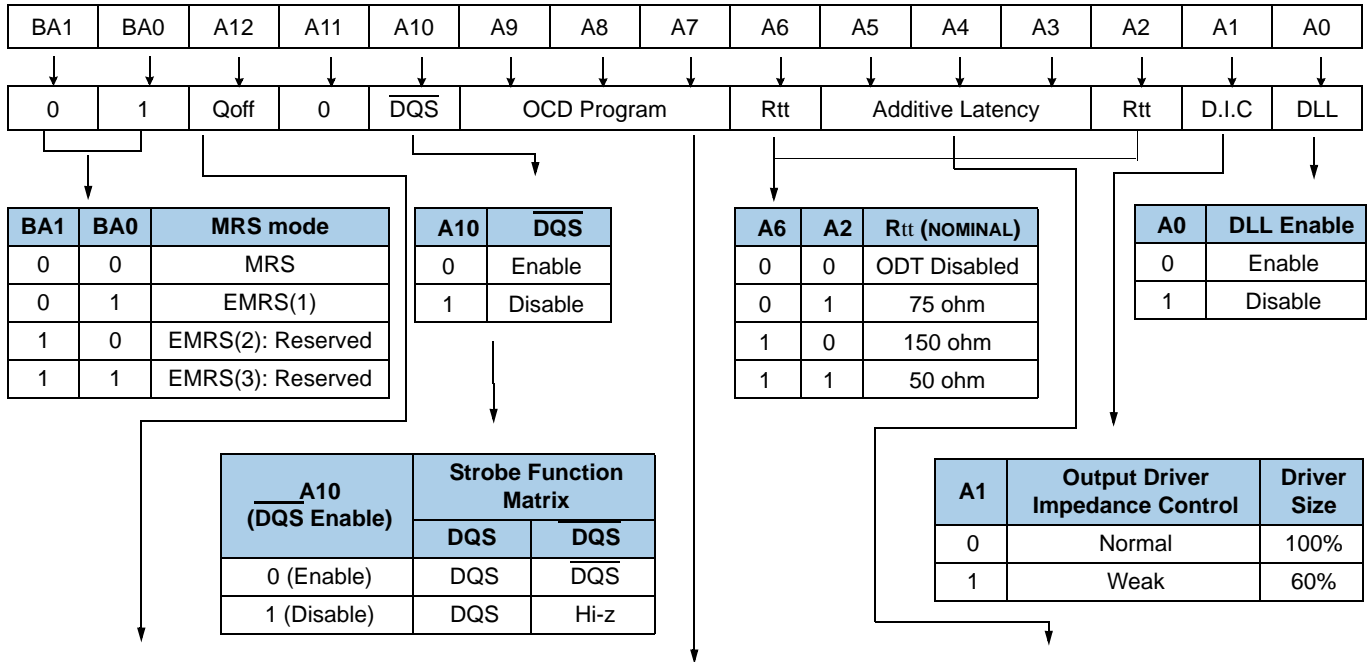 BA1 BA0 A12 A11 A10 A9 A8 A7 A6 A5 A4 A3 A2 A1 A0
0 1 Qoff 0 D̅Q̅S̅ OCD Program Rtt Additive Latency Rtt D.I.C DLL
BA1 BA0 MRS mode
0 0 MRS
0 1 EMRS(1)
1 0 EMRS(2): Reserved
1 1 EMRS(3): Reserved
A10 D̅Q̅S̅
0 Enable
1 Disable
A6 A2 Rtt (NOMINAL)
0 0 ODT Disabled
0 1 75 ohm
1 0 150 ohm
1 1 50 ohm
A0 DLL Enable
0 Enable
1 Disable
A10
(D̅Q̅S̅ Enable)
Strobe Function
Matrix
DQS D̅Q̅S̅
0 (Enable) DQS D̅Q̅S̅
1 (Disable) DQS Hi-z
A1
Output Driver
Impedance Control
Driver
Size
0 Normal 100%
1 Weak 60%